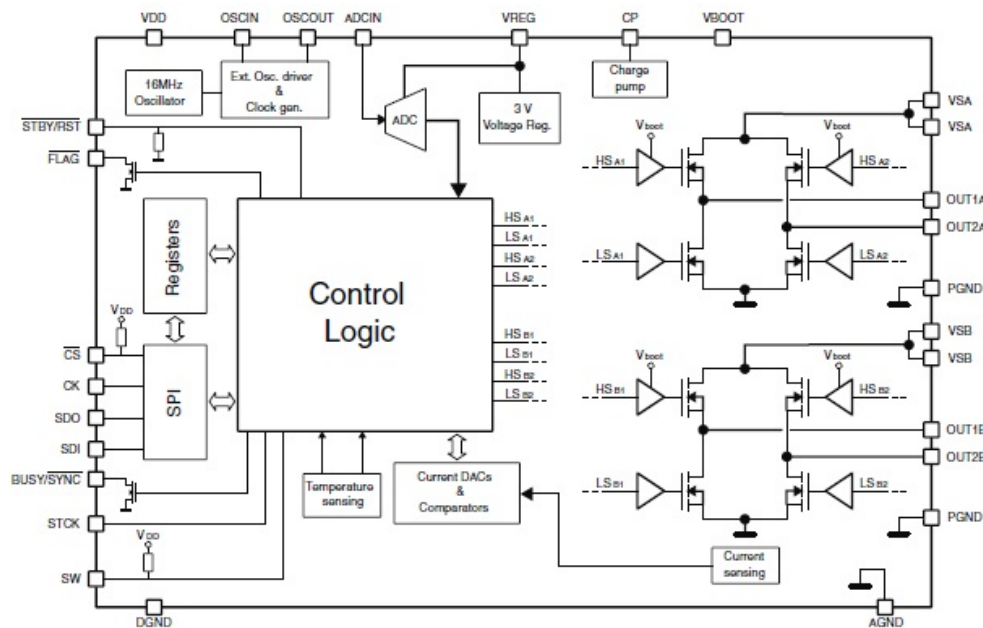 VDD
OSCIN
OSCOUT
ADCIN
VREG
CP
VBOOT
16MHz
Oscillator
Ext. Osc. driver
&
Clock gen.
ADC
3 V
Voltage Reg.
Charge
pump
STBY/RST
FLAG
Registers
SPI
VDD
CS
CK
SDO
SDI
BUSY/SYNC
STCK
VDD
SW
DGND
Control
Logic
HS A1
LS A1
HS A2
LS A2
HS B1
LS B1
HS B2
LS B2
Temperature
sensing
Current DACs
&
Comparators
Current
sensing
Vboot
Vboot
HS A1
HS A2
LS A1
LS A2
VSA
VSA
OUT1A
OUT2A
PGND
Vboot
Vboot
HS B1
HS B2
LS B1
LS B2
VSB
VSB
OUT1B
OUT2B
PGND
AGND